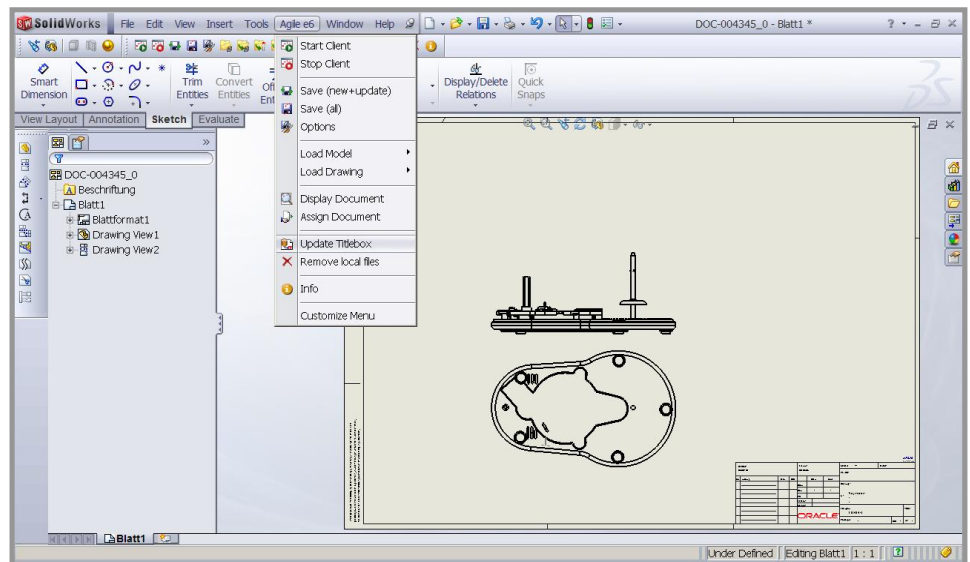 SolidWorks File Edit View Insert Tools Agile e6 Window Help DOC-004345_0 - Blatt1 *
Smart Dimension
Trim Entities
Convert Entities
Display/Delete Relations
Quick Snaps
View Layout Annotation Sketch Evaluate
DOC-004345_0
Beschriftung
Blatt1
Blattformat1
Drawing View1
Drawing View2
Start Client
Stop Client
Save (new+update)
Save (all)
Options
Load Model
Load Drawing
Display Document
Assign Document
Update Titlebox
Remove local files
Info
Customize Menu
ORACLE
Blatt1
Under Defined Editing Blatt1 1 : 1